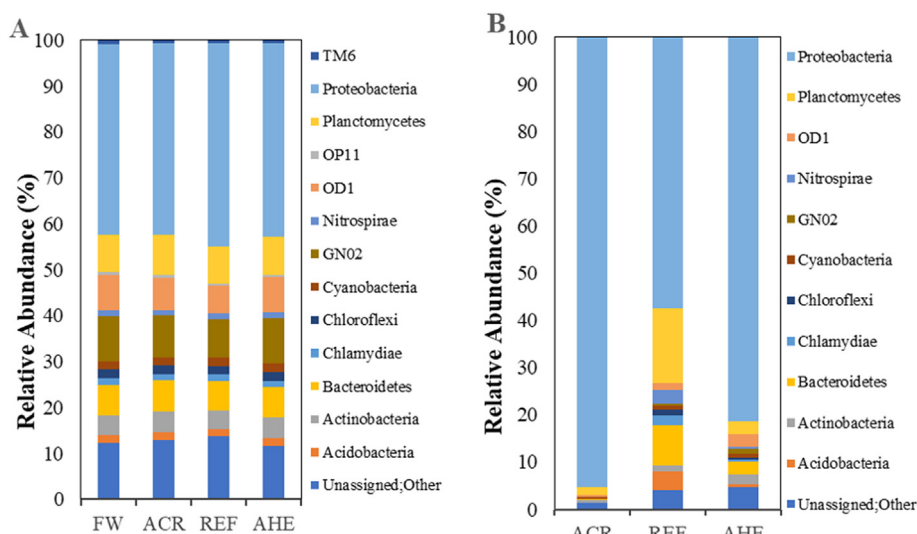 A
Relative Abundance (%)
100
90
80
70
60
50
40
30
20
10
0
FW ACR REF AHE
TM6
Proteobacteria
Planctomycetes
OP11
OD1
Nitrospirae
GN02
Cyanobacteria
Chloroflexi
Chlamydiae
Bacteroidetes
Actinobacteria
Acidobacteria
Unassigned;Other
B
Relative Abundance (%)
100
90
80
70
60
50
40
30
20
10
0
ACR REF AHE
Proteobacteria
Planctomycetes
OD1
Nitrospirae
GN02
Cyanobacteria
Chloroflexi
Chlamydiae
Bacteroidetes
Actinobacteria
Acidobacteria
Unassigned;Other